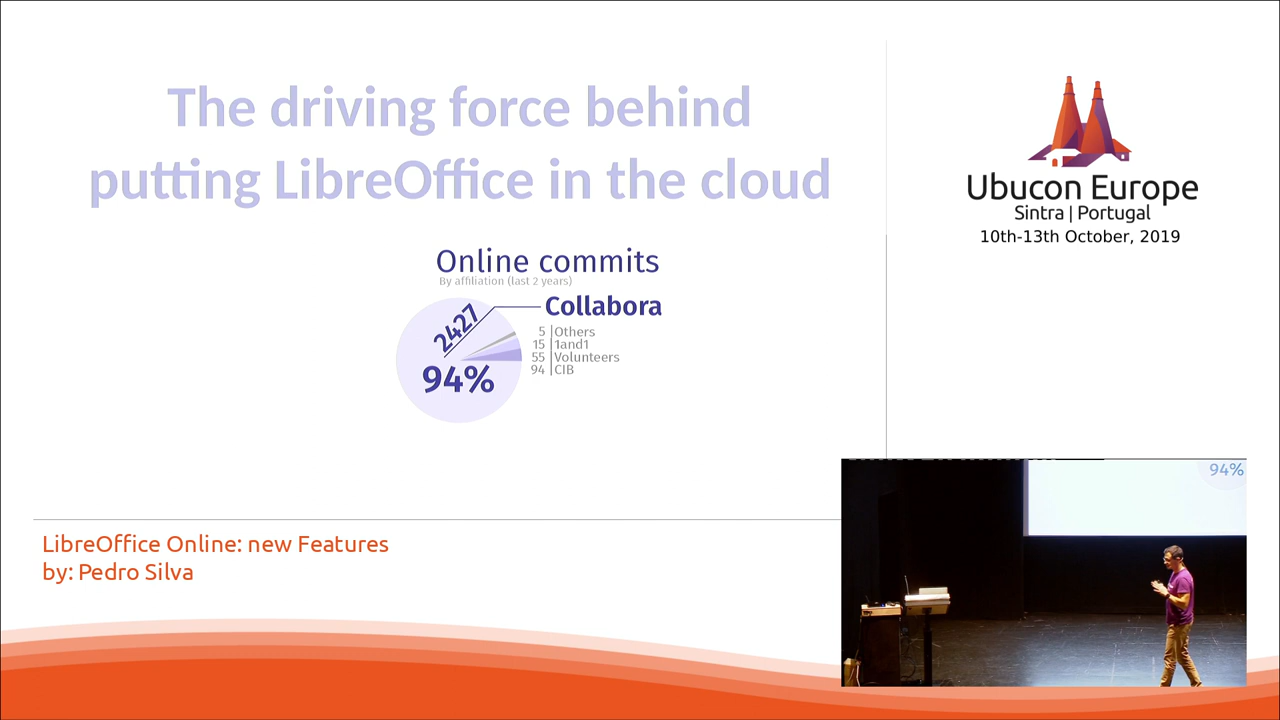 The driving force behind
putting LibreOffice in the cloud
Online commits
By affiliation (last 2 years)
Collabora
2427
94%
5 Others
15 1and1
55 Volunteers
94 CIB
Ubucon Europe
Sintra | Portugal
10th-13th October, 2019
LibreOffice Online: new Features
by: Pedro Silva
94%